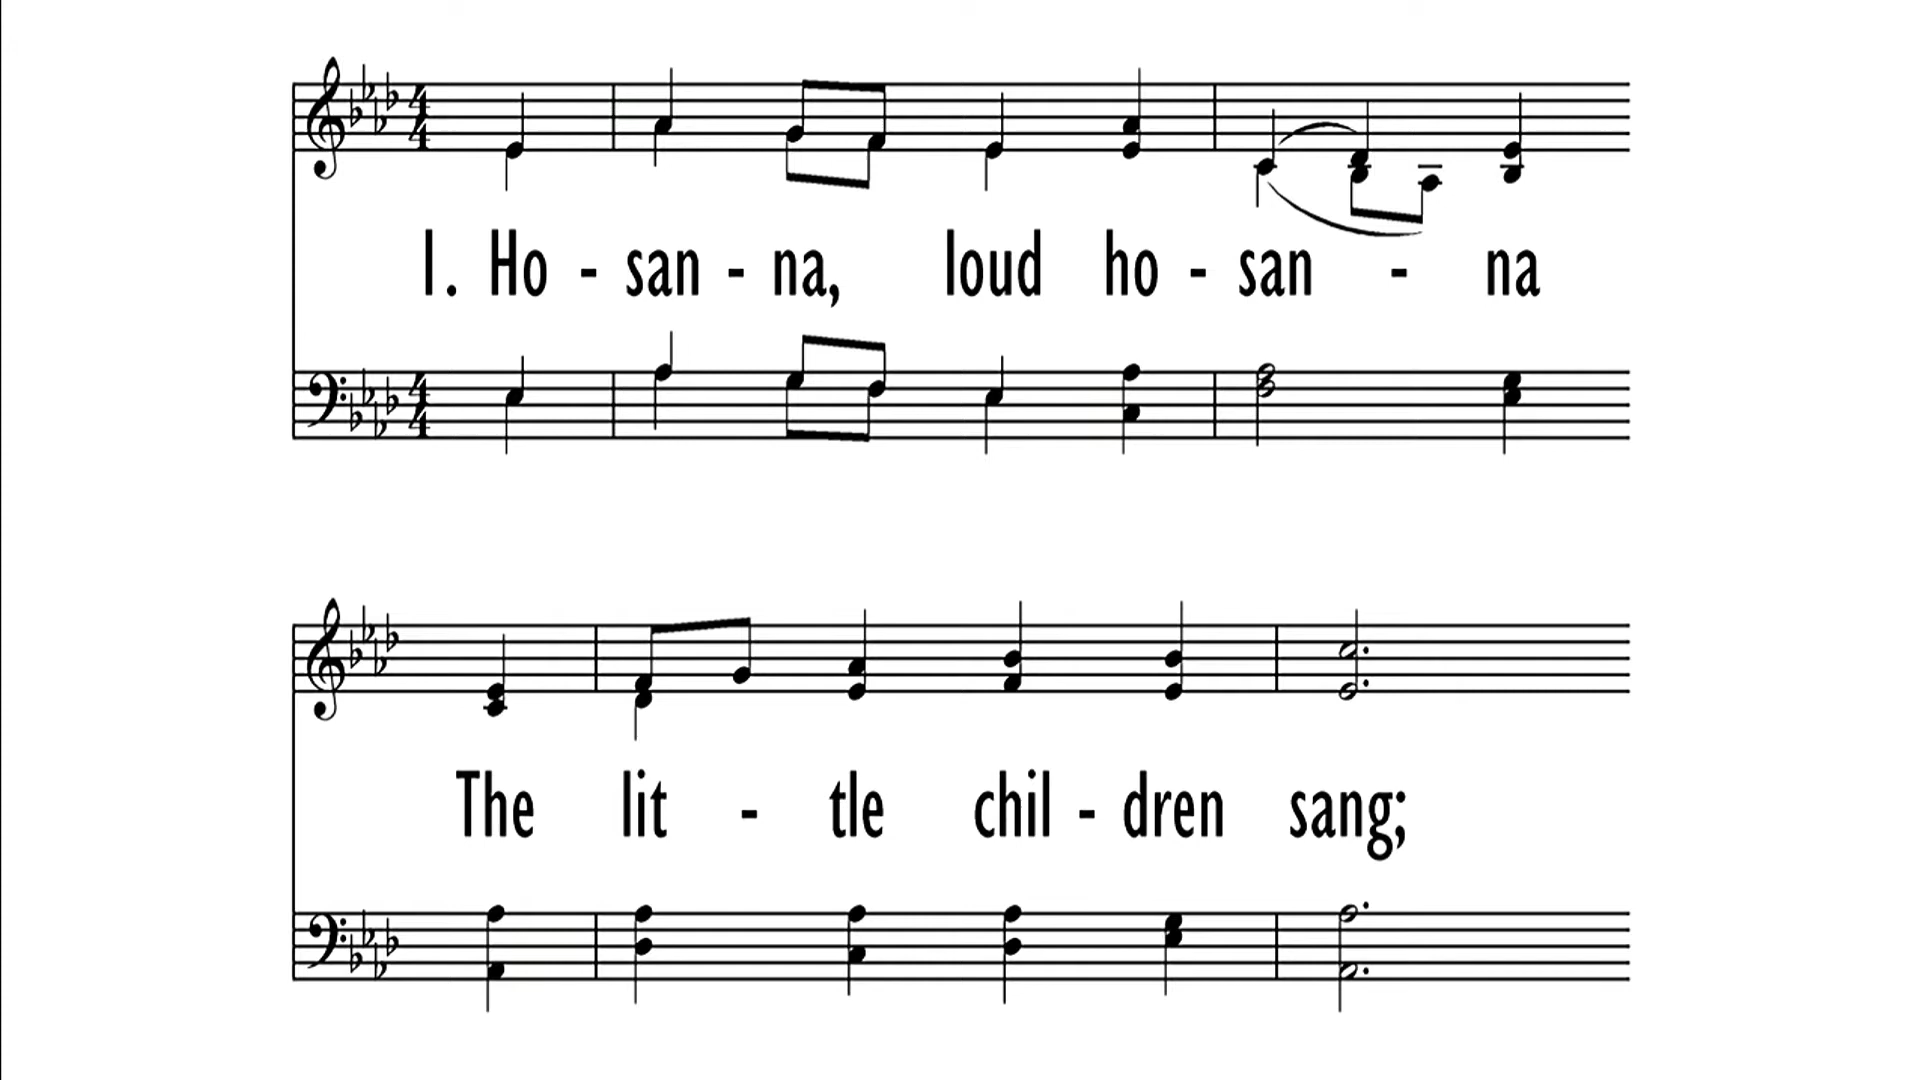 1. Ho - san - na, loud ho - san - na
The lit - tle chil - dren sang;